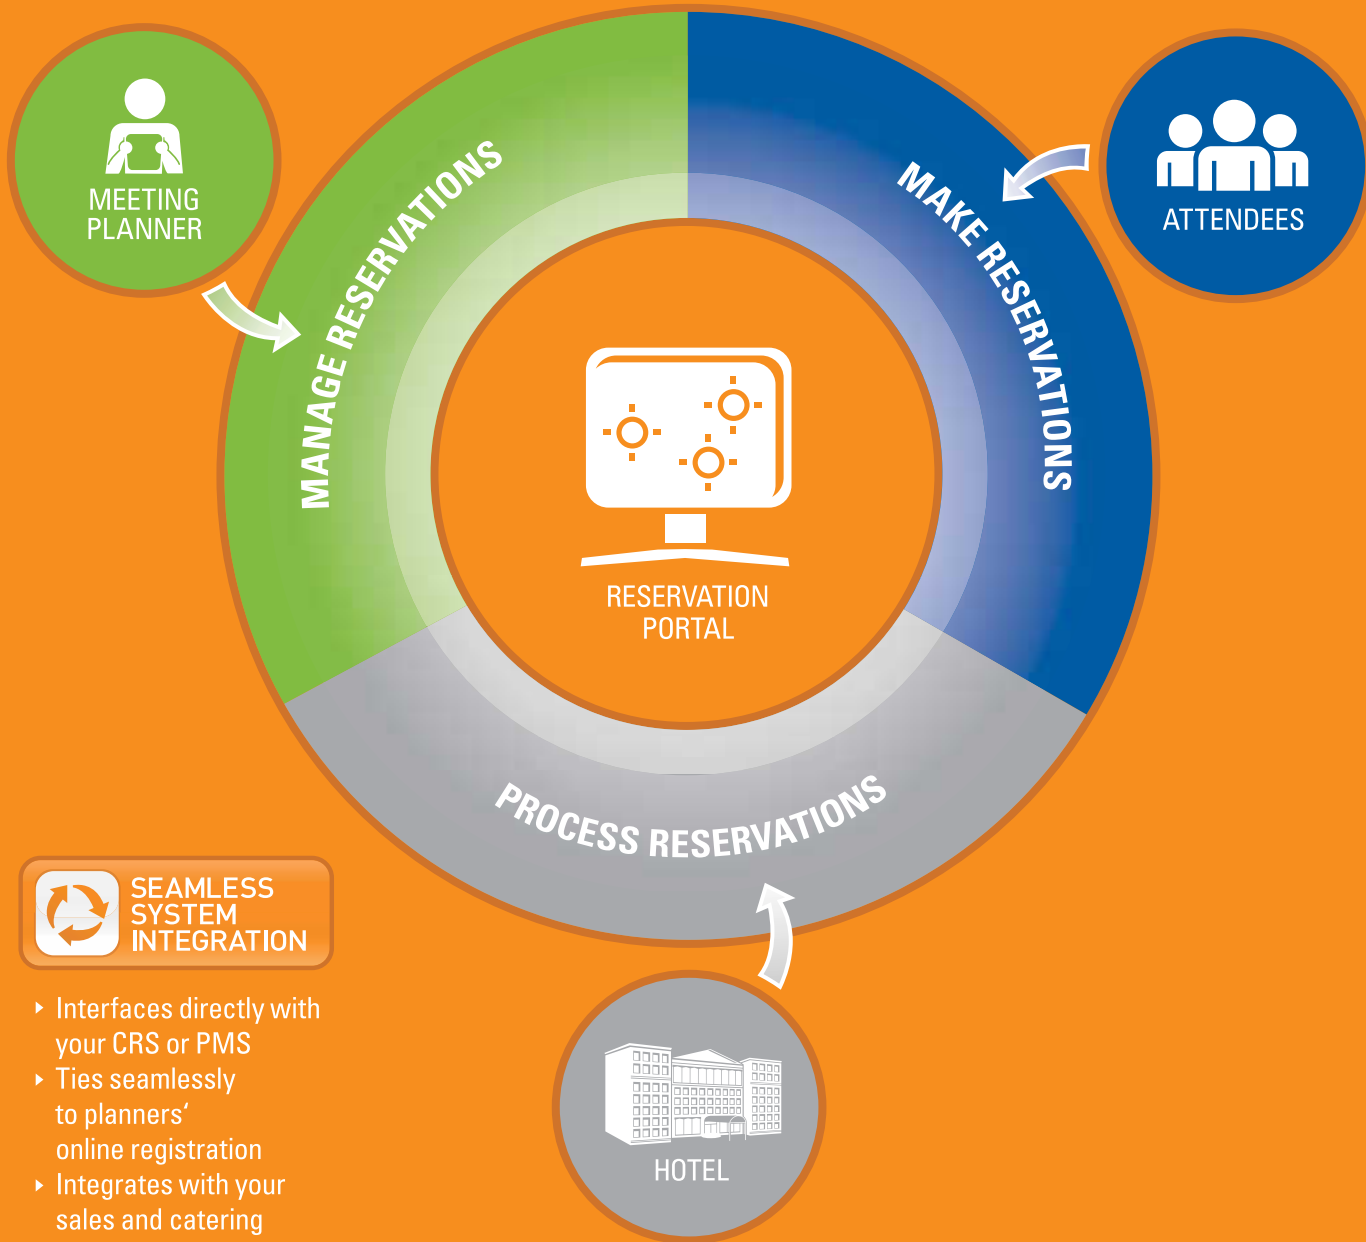 MEETING
PLANNER
ATTENDEES
MANAGE RESERVATIONS
MAKE RESERVATIONS
RESERVATION
PORTAL
PROCESS RESERVATIONS
SEAMLESS
SYSTEM
INTEGRATION
‣ Interfaces directly with
your CRS or PMS
‣ Ties seamlessly
to planners‘
online registration
‣ Integrates with your
sales and catering
HOTEL